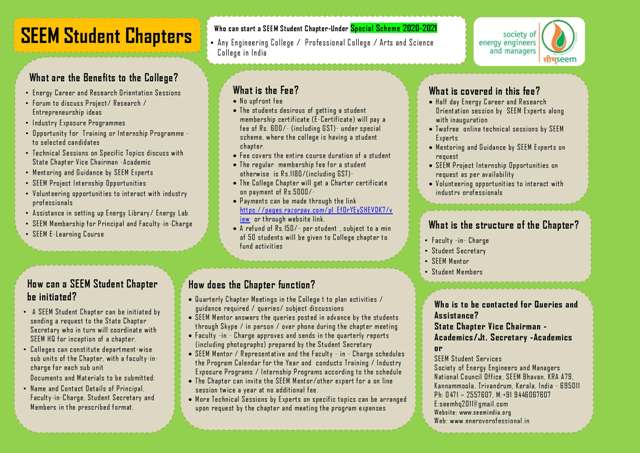 SEEM Student Chapters
Who can start a SEEM Student Chapter-Under Special Scheme 2020-2021
• Any Engineering College / Professional College / Arts and Science
College in India
society of
energy engineers
and managers
सीमseem
What are the Benefits to the College?
• Energy Career and Research Orientation Sessions
• Forum to discuss Project/ Research /
Entrepreneurship ideas
• Industry Exposure Programmes
• Opportunity for Training or Internship Programme -
to selected candidates
• Technical Sessions on Specific Topics discuss with
State Chapter Vice Chairman -Academic
• Mentoring and Guidance by SEEM Experts
• SEEM Project Internship Opportunities
• Volunteering opportunities to interact with industry
professionals
• Assistance in setting up Energy Library/ Energy Lab
• SEEM Membership for Principal and Faculty-in-Charge
• SEEM E-Learning Course
What is the Fee?
• No upfront fee
• The students desirous of getting a student
membership certificate (E-Certificate) will pay a
fee of Rs. 600/- (including GST)- under special
scheme, where the college is having a student
chapter
• Fee covers the entire course duration of a student
• The regular membership fee for a student
otherwise is Rs.1180/(including GST)-
• The College Chapter will get a Charter certificate
on payment of Rs.5000/-
• Payments can be made through the link
https://pages.razorpay.com/pl_EfOrYEySHEVOK7/v
iew or through website link.
• A refund of Rs.150/- per student , subject to a min
of 50 students will be given to College chapter to
fund activities
What is covered in this fee?
• Half day Energy Career and Research
Orientation session by SEEM Experts along
with inauguration
• Two free online technical sessions by SEEM
Experts
• Mentoring and Guidance by SEEM Experts on
request
• SEEM Project Internship Opportunities on
request as per availability
• Volunteering opportunities to interact with
industry professionals
What is the structure of the Chapter?
• Faculty -in- Charge
• Student Secretary
• SEEM Mentor
• Student Members
How can a SEEM Student Chapter
be initiated?
• A SEEM Student Chapter can be initiated by
sending a request to the State Chapter
Secretary who in turn will coordinate with
SEEM HQ for inception of a chapter.
• Colleges can constitute department-wise
sub units of the Chapter, with a faculty-in-
charge for each sub unit
Documents and Materials to be submitted:
• Name and Contact Details of Principal,
Faculty-in-Charge, Student Secretary and
Members in the prescribed format.
How does the Chapter function?
• Quarterly Chapter Meetings in the College t to plan activities /
guidance required / queries/ subject discussions
• SEEM Mentor answers the queries posted in advance by the students
through Skype / in person / over phone during the chapter meeting
• Faculty -in - Charge approves and sends in the quarterly reports
(including photographs) prepared by the Student Secretary
• SEEM Mentor / Representative and the Faculty - in - Charge schedules
the Program Calendar for the Year and conducts Training / Industry
Exposure Programs / Internship Programs according to the schedule
• The Chapter can invite the SEEM Mentor/other expert for a on line
session twice a year at no additional fee.
• More Technical Sessions by Experts on specific topics can be arranged
upon request by the chapter and meeting the program expenses
Who is to be contacted for Queries and
Assistance?
State Chapter Vice Chairman -
Academics/Jt. Secretary -Academics
or
SEEM Student Services
Society of Energy Engineers and Managers
National Council Office, SEEM Bhavan, KRA A79,
Kannammoola, Trivandrum, Kerala, India - 695011
Ph: 0471 - 2557607, M:+91 9446067607
E:seemhq2011@gmail.com
Website: www.seemindia.org
Web: www.energyprofessional.in